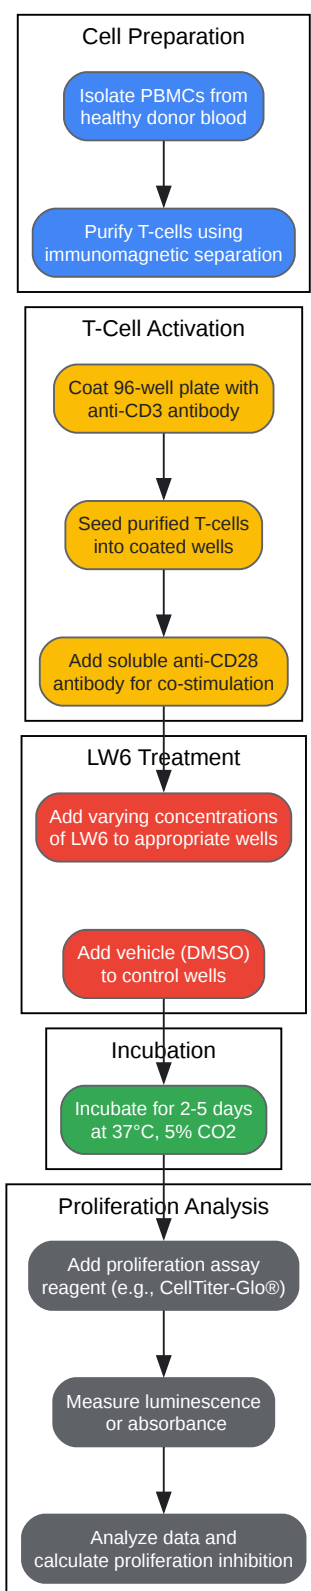 Cell Preparation
Isolate PBMCs from
healthy donor blood
Purify T-cells using
immunomagnetic separation
T-Cell Activation
Coat 96-well plate with
anti-CD3 antibody
Seed purified T-cells
into coated wells
Add soluble anti-CD28
antibody for co-stimulation
LW6 Treatment
Add varying concentrations
of LW6 to appropriate wells
Add vehicle (DMSO)
to control wells
Incubation
Incubate for 2-5 days
at 37°C, 5% CO2
Proliferation Analysis
Add proliferation assay
reagent (e.g., CellTiter-Glo®)
Measure luminescence
or absorbance
Analyze data and
calculate proliferation inhibition